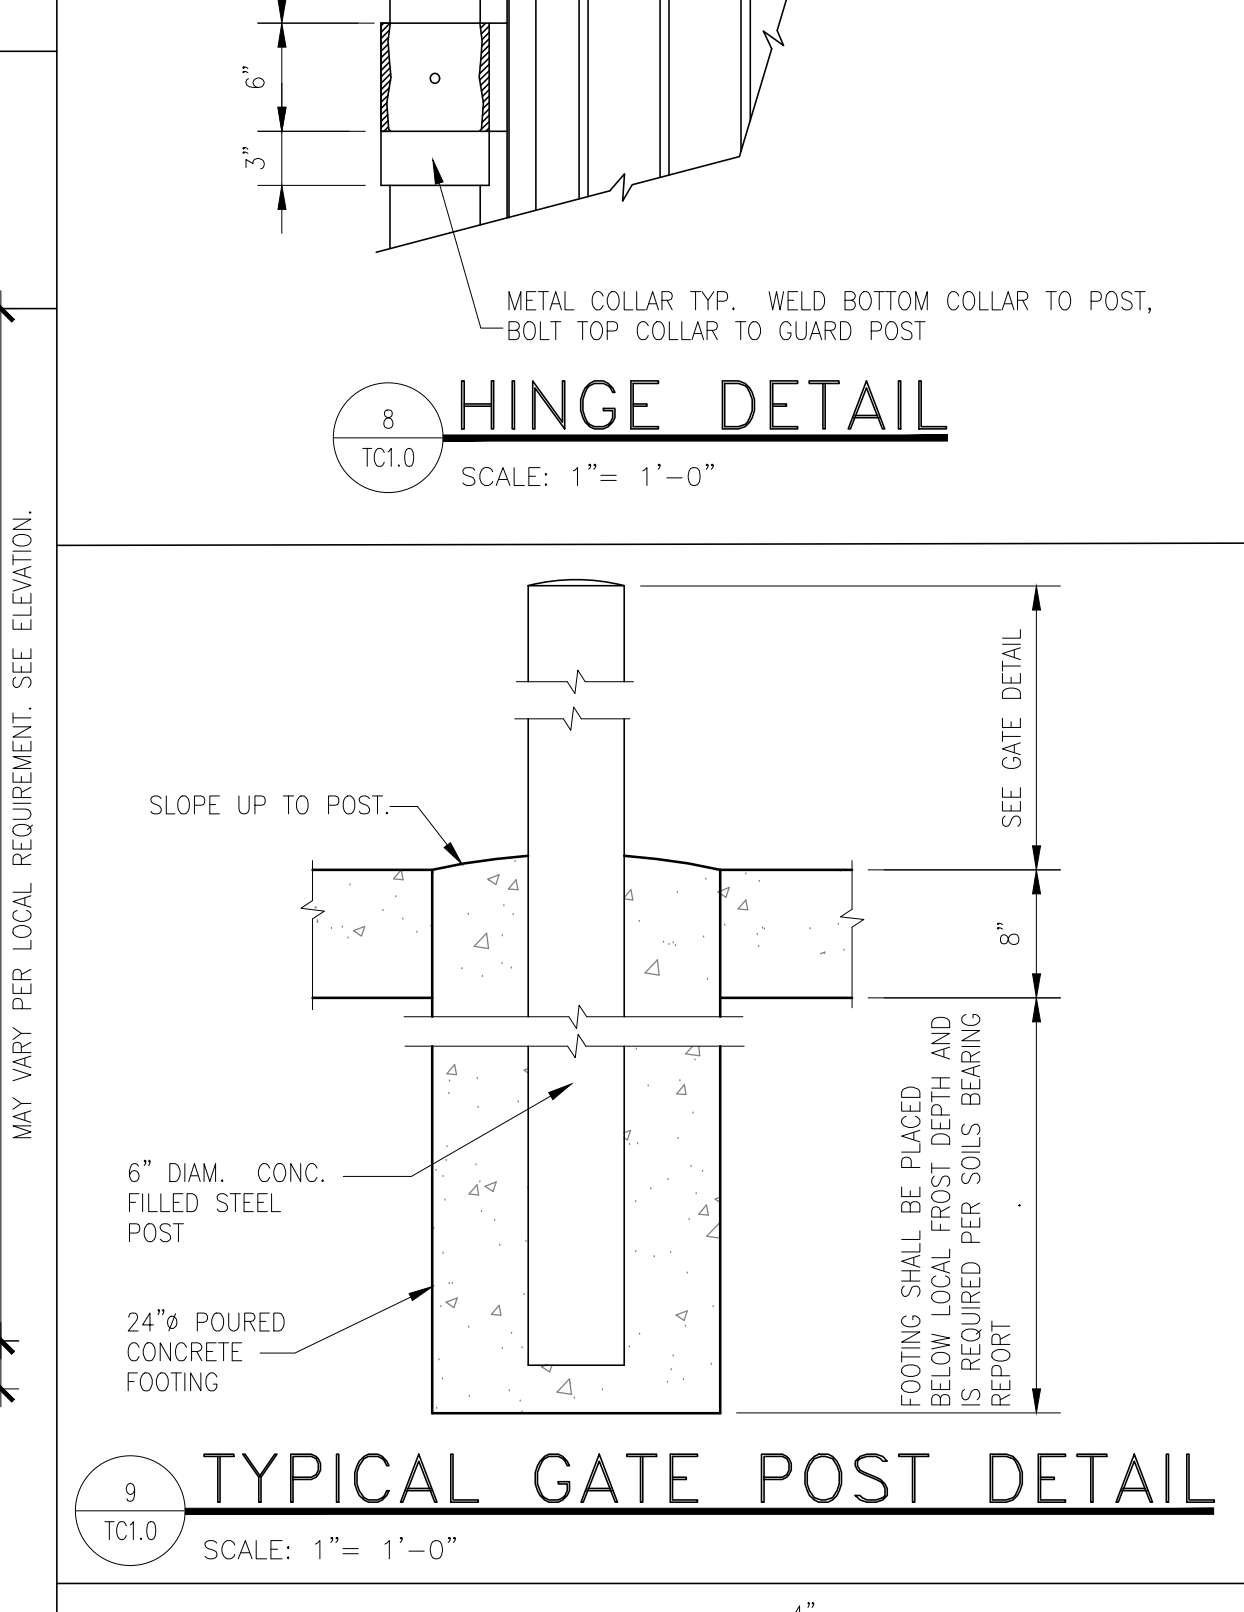 6”
3”
METAL COLLAR TYP. WELD BOTTOM COLLAR TO POST,
BOLT TOP COLLAR TO GUARD POST
8
TC1.0
HINGE DETAIL
SCALE: 1”= 1’-0”
MAY VARY PER LOCAL REQUIREMENT. SEE ELEVATION.
SEE GATE DETAIL
SLOPE UP TO POST.
8”
6” DIAM. CONC.
FILLED STEEL
POST
24”ø POURED
CONCRETE
FOOTING
FOOTING SHALL BE PLACED
BELOW LOCAL FROST DEPTH AND
IS REQUIRED PER SOILS BEARING
REPORT
9
TC1.0
TYPICAL GATE POST DETAIL
SCALE: 1”= 1’-0”
4”